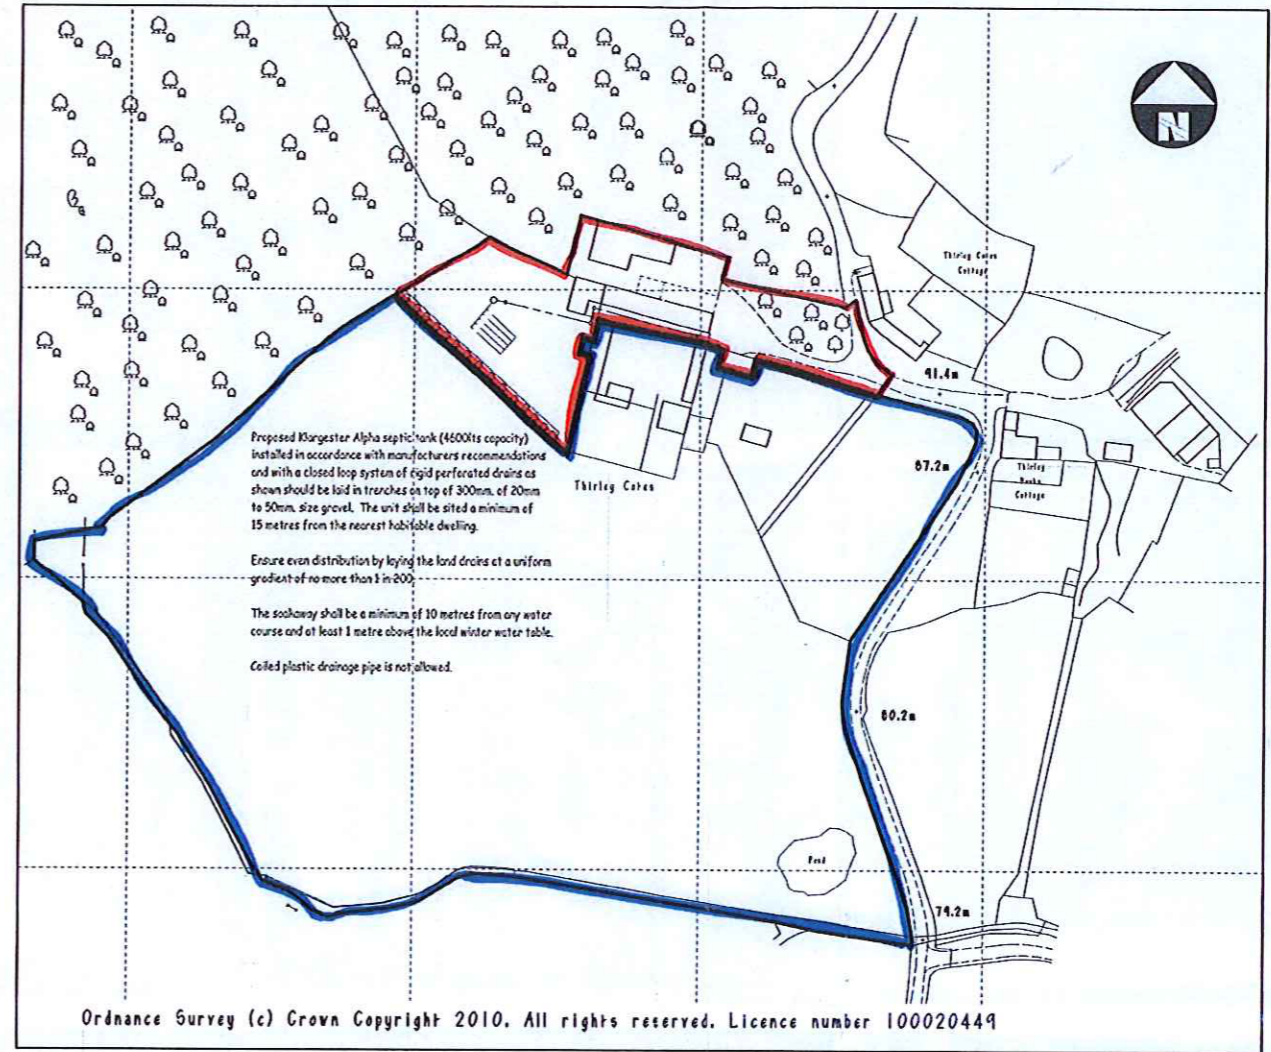 N
Thirley Cotes
Cottage
91.4m
87.2m
Thirley
Banks
Cottage
Proposed Klargester Alpha septic tank (4600lts capacity)
installed in accordance with manufacturers recommendations
and with a closed loop system of rigid perforated drains as
shown should be laid in trenches on top of 300mm. of 20mm
to 50mm. size gravel. The unit shall be sited a minimum of
15 metres from the nearest habitable dwelling.
Thirley Cotes
Ensure even distribution by laying the land drains at a uniform
gradient of no more than 1 in 200.
The soakaway shall be a minimum of 10 metres from any water
course and at least 1 metre above the local winter water table.
Coiled plastic drainage pipe is not allowed.
80.2m
Pond
74.2m
Ordnance Survey (c) Crown Copyright 2010. All rights reserved. Licence number 100020449